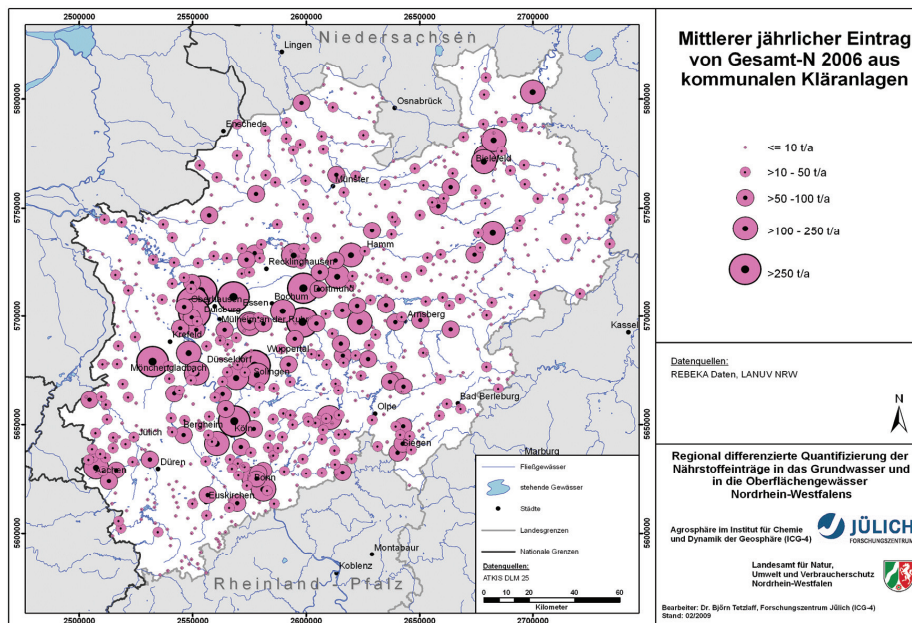 2500000
2550000
2600000
2650000
2700000
5800000
5750000
5700000
5650000
5600000
Niedersachsen
Lingen
Osnabrück
Enschede
Bielefeld
Münster
Hamm
Recklinghausen
Dortmund
Oberhausen
Essen
Bochum
Duisburg
Mülheim an der Ruhr
Arnsberg
Kassel
Krefeld
Wuppertal
Düsseldorf
Mönchengladbach
Solingen
Bad Berleburg
Olpe
Bergheim
Köln
Jülich
Siegen
Marburg
Aachen
Düren
Bonn
Euskirchen
Montabaur
Koblenz
Rheinland - Pfalz
Fließgewässer
stehende Gewässer
Städte
Landesgrenzen
Nationale Grenzen
Datenquellen:
ATKIS DLM 25
0 15 30 60
Kilometer
Mittlerer jährlicher Eintrag
von Gesamt-N 2006 aus
kommunalen Kläranlagen
<= 10 t/a
>10 - 50 t/a
>50 -100 t/a
>100 - 250 t/a
>250 t/a
Datenquellen:
REBEKA Daten, LANUV NRW
N
Regional differenzierte Quantifizierung der
Nährstoffeinträge in das Grundwasser und
in die Oberflächengewässer
Nordrhein-Westfalens
Agrosphäre im Institut für Chemie
und Dynamik der Geosphäre (ICG-4)
JÜLICH
FORSCHUNGSZENTRUM
Landesamt für Natur,
Umwelt und Verbraucherschutz
Nordrhein-Westfalen
Bearbeiter: Dr. Björn Tetzlaff, Forschungszentrum Jülich (ICG-4)
Stand: 02/2009